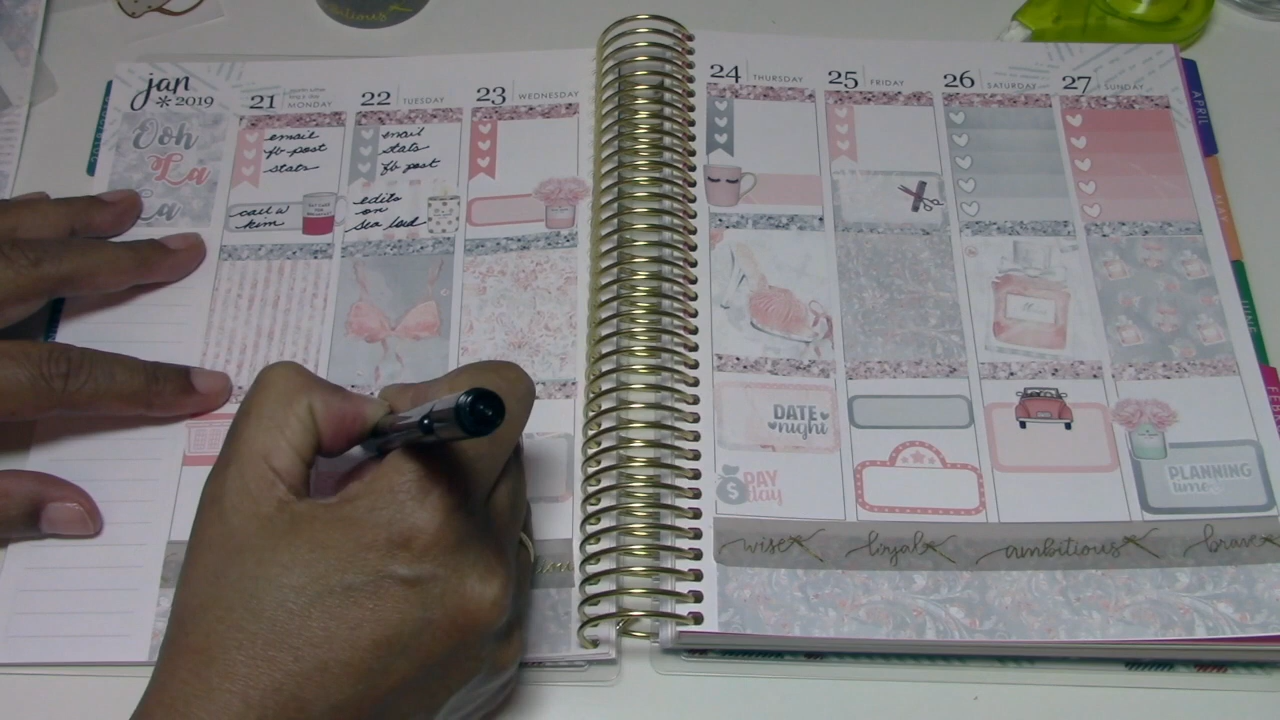 jan
* 2019
Ooh
La
La
21 MONDAY
email
fb post
stats
call w
kim
22 TUESDAY
email
stats
fb post
edits
on
23 WEDNESDAY
24 THURSDAY
DATE
night
PAY
day
25 FRIDAY
26 SATURDAY
27 SUNDAY
PLANNING
time
wise loyal ambitious brave
APRIL
MAY
JUNE